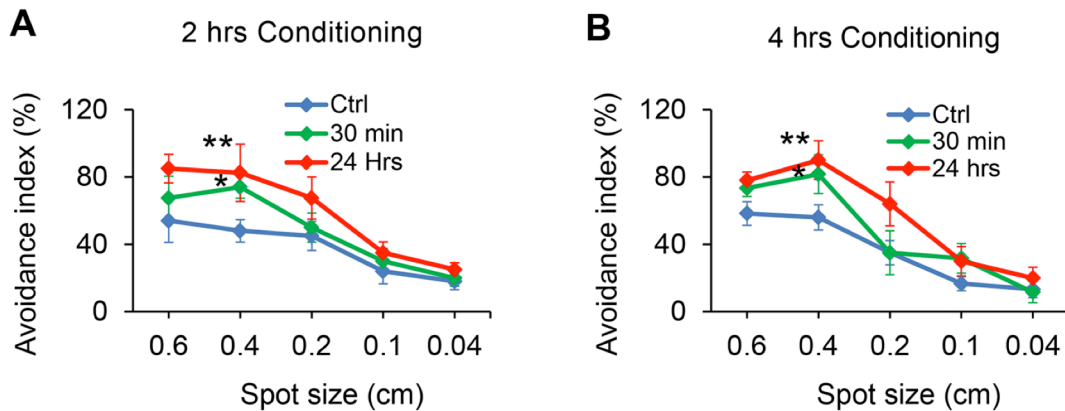 A
2 hrs Conditioning
Avoidance index (%)
120
80
40
0
Ctrl
30 min
24 Hrs
**
*
0.6 0.4 0.2 0.1 0.04
Spot size (cm)
B
4 hrs Conditioning
Avoidance index (%)
120
80
40
0
Ctrl
30 min
24 hrs
**
*
0.6 0.4 0.2 0.1 0.04
Spot size (cm)